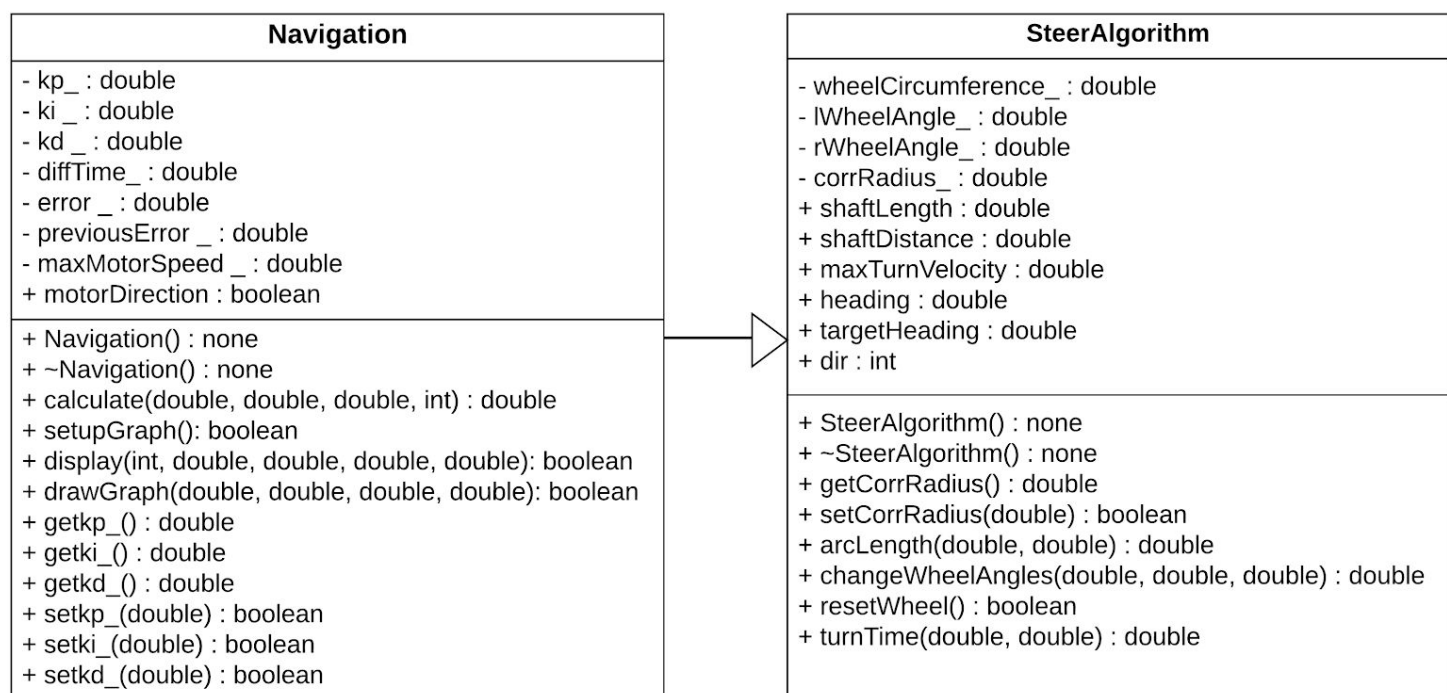 Navigation
- kp_ : double
- ki _ : double
- kd _ : double
- diffTime_ : double
- error _ : double
- previousError _ : double
- maxMotorSpeed _ : double
+ motorDirection : boolean
+ Navigation() : none
+ ~Navigation() : none
+ calculate(double, double, double, int) : double
+ setupGraph(): boolean
+ display(int, double, double, double, double): boolean
+ drawGraph(double, double, double, double): boolean
+ getkp_() : double
+ getki_() : double
+ getkd_() : double
+ setkp_(double) : boolean
+ setki_(double) : boolean
+ setkd_(double) : boolean
SteerAlgorithm
- wheelCircumference_ : double
- lWheelAngle_ : double
- rWheelAngle_ : double
- corrRadius_ : double
+ shaftLength : double
+ shaftDistance : double
+ maxTurnVelocity : double
+ heading : double
+ targetHeading : double
+ dir : int
+ SteerAlgorithm() : none
+ ~SteerAlgorithm() : none
+ getCorrRadius() : double
+ setCorrRadius(double) : boolean
+ arcLength(double, double) : double
+ changeWheelAngles(double, double, double) : double
+ resetWheel() : boolean
+ turnTime(double, double) : double